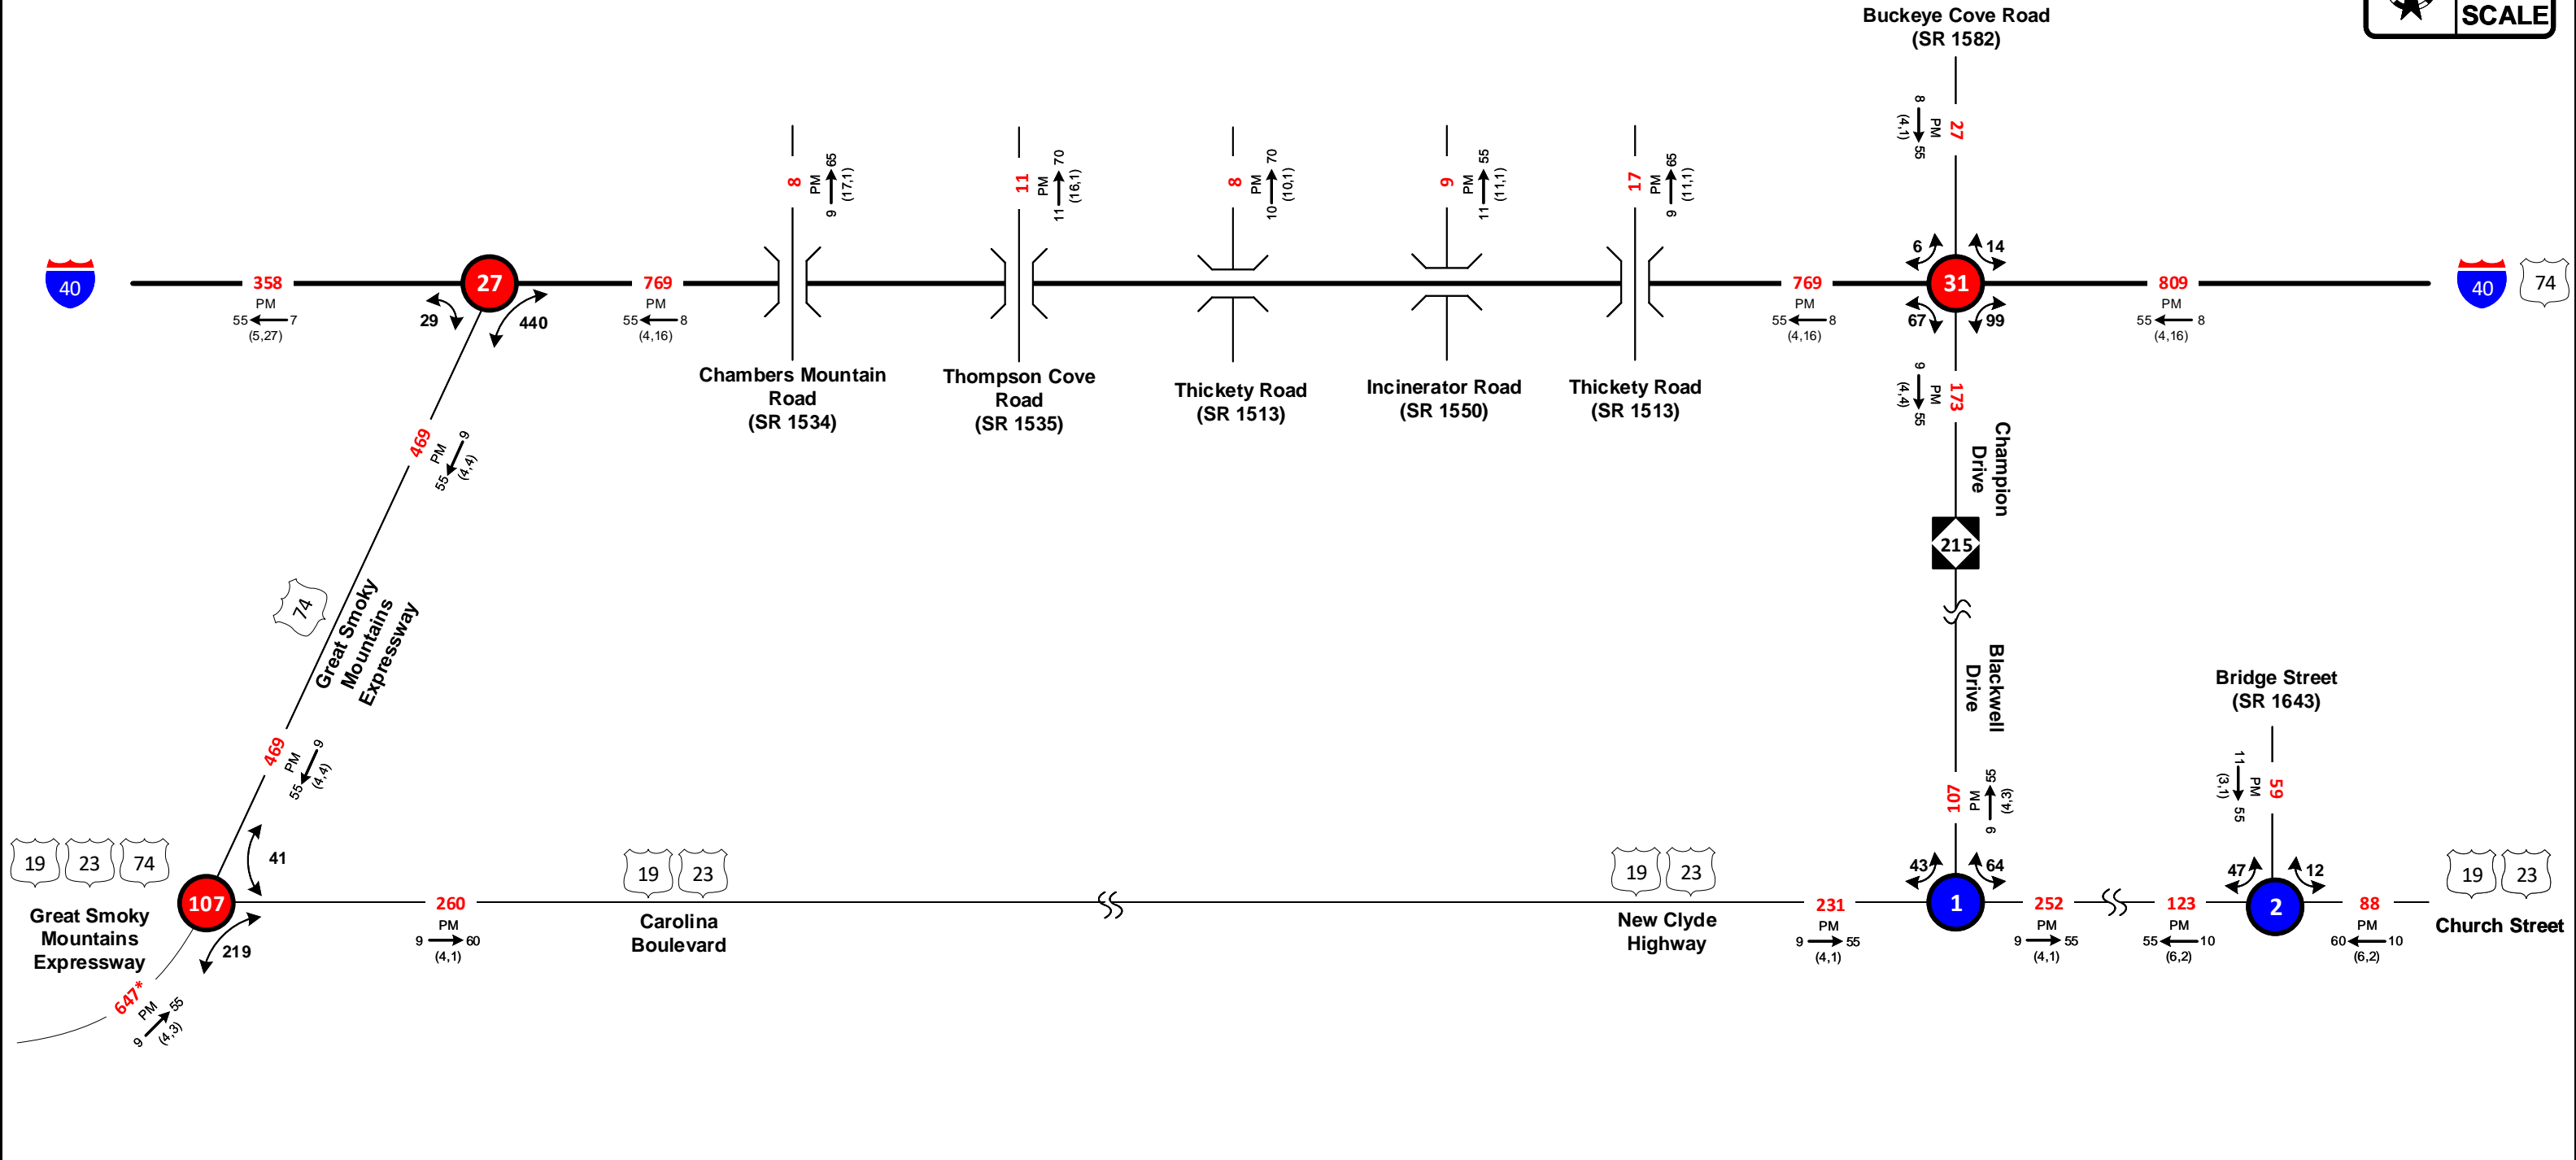 SCALE
Buckeye Cove Road
(SR 1582)
8 → 55
PM
(4,1)
27
8
PM
9 → 65
(17,1)
11
PM
11 → 70
(16,1)
8
PM
10 → 70
(10,1)
9
PM
11 → 55
(11,1)
17
PM
9 → 65
(11,1)
40
358
PM
55 ← 7
(5,27)
27
29
440
769
PM
55 ← 8
(4,16)
Chambers Mountain
Road
(SR 1534)
Thompson Cove
Road
(SR 1535)
Thickety Road
(SR 1513)
Incinerator Road
(SR 1550)
Thickety Road
(SR 1513)
769
PM
55 ← 8
(4,16)
6
14
31
67
99
809
PM
55 ← 8
(4,16)
40
74
173
PM
9 → 55
(4,4)
Champion
Drive
215
Blackwell
Drive
469
PM
9 → 55
(4,4)
74
Great Smoky
Mountains
Expressway
469
PM
9 → 55
(4,4)
19 23 74
107
41
219
Great Smoky
Mountains
Expressway
647*
PM
9 → 55
(4,3)
260
PM
9 → 60
(4,1)
19 23
Carolina
Boulevard
19 23
New Clyde
Highway
231
PM
9 → 55
(4,1)
107
PM
9 → 55
(4,3)
43
64
1
252
PM
9 → 55
(4,1)
123
PM
55 ← 10
(6,2)
Bridge Street
(SR 1643)
59
PM
11 → 55
(3,1)
47
12
2
88
PM
60 ← 10
(6,2)
19 23
Church Street